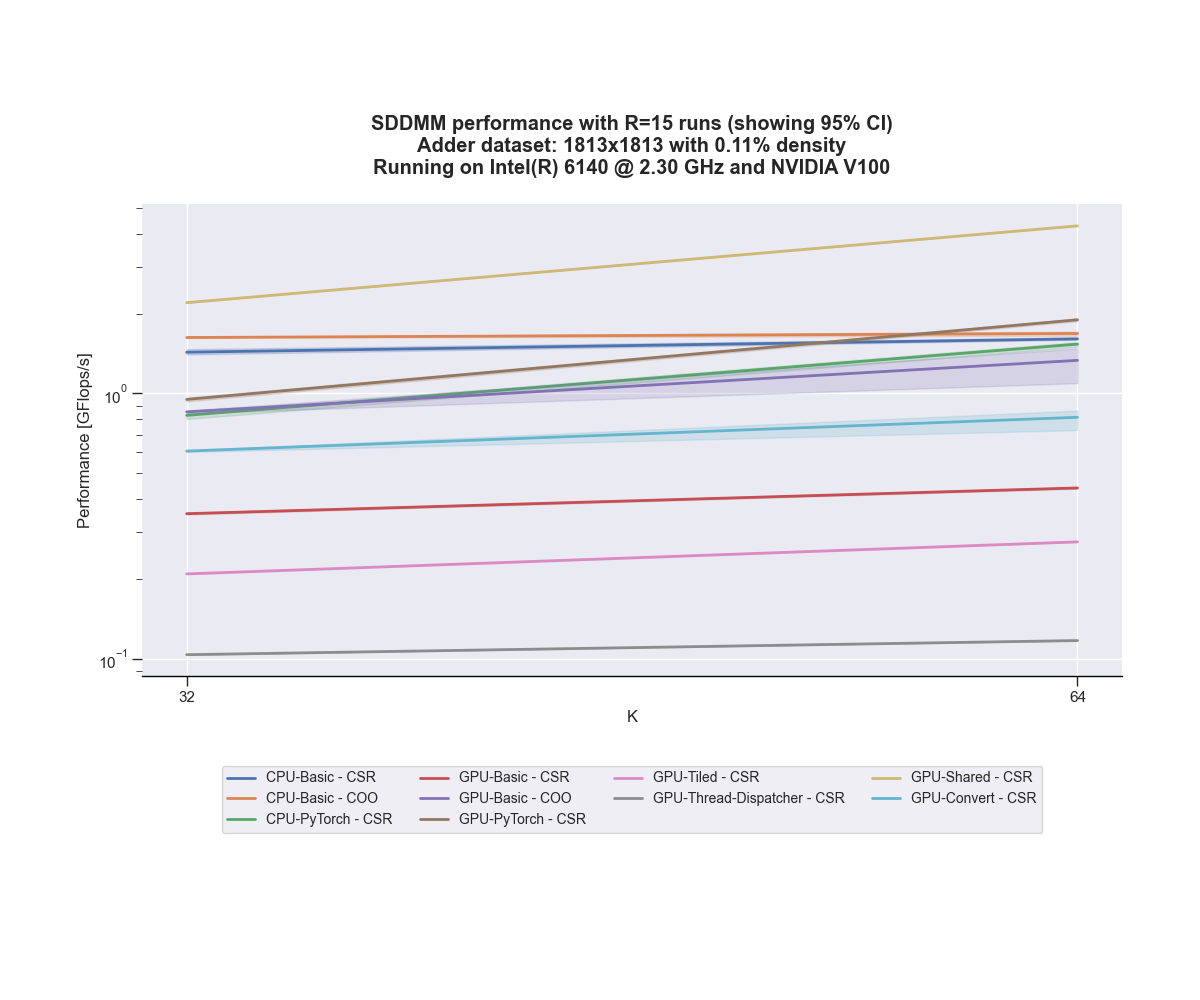 SDDMM performance with R=15 runs (showing 95% CI)
Adder dataset: 1813x1813 with 0.11% density
Running on Intel(R) 6140 @ 2.30 GHz and NVIDIA V100
Performance [GFlops/s]
10⁰
10⁻¹
32
64
K
CPU-Basic - CSR
CPU-Basic - COO
CPU-PyTorch - CSR
GPU-Basic - CSR
GPU-Basic - COO
GPU-PyTorch - CSR
GPU-Tiled - CSR
GPU-Thread-Dispatcher - CSR
GPU-Shared - CSR
GPU-Convert - CSR